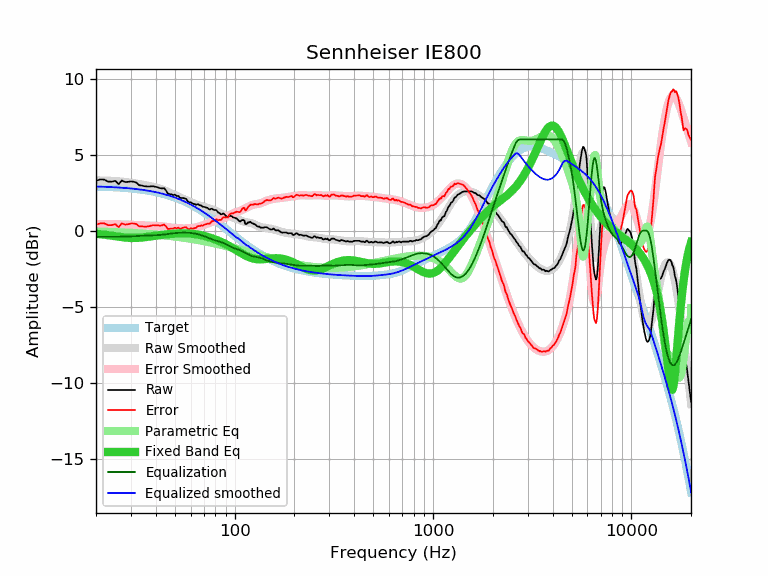 Sennheiser IE800
Amplitude (dBr)
10
5
0
−5
−10
−15
Target
Raw Smoothed
Error Smoothed
Raw
Error
Parametric Eq
Fixed Band Eq
Equalization
Equalized smoothed
100
1000
10000
Frequency (Hz)